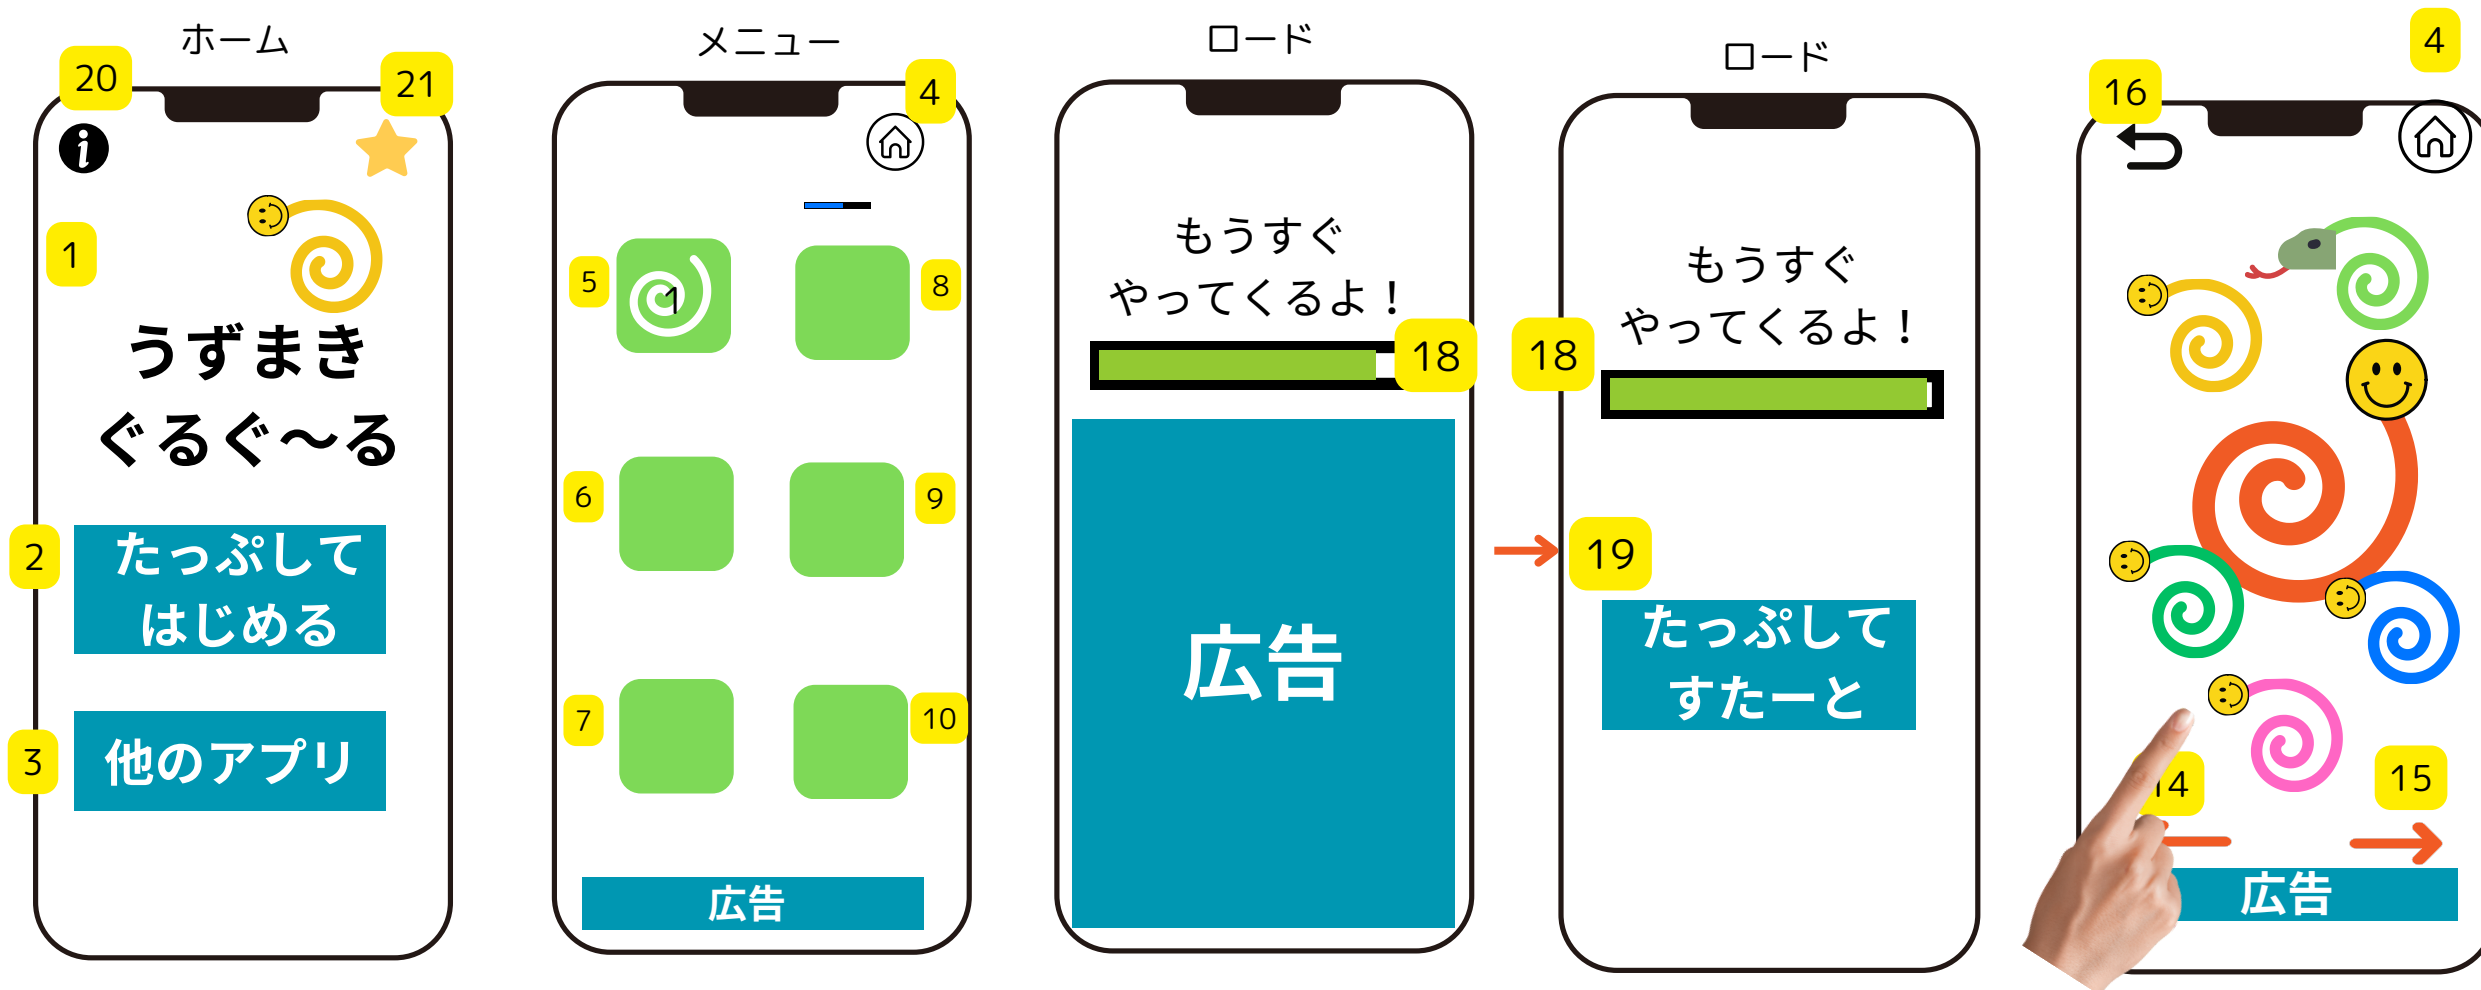 ホーム
20
21
i
1
うずまき
ぐるぐ〜る
2
たっぷして
はじめる
3
他のアプリ
メニュー
4
5
1
8
6
9
7
10
広告
ロード
もうすぐ
やってくるよ！
18
広告
ロード
もうすぐ
やってくるよ！
18
19
たっぷして
すたーと
4
16
14
15
広告